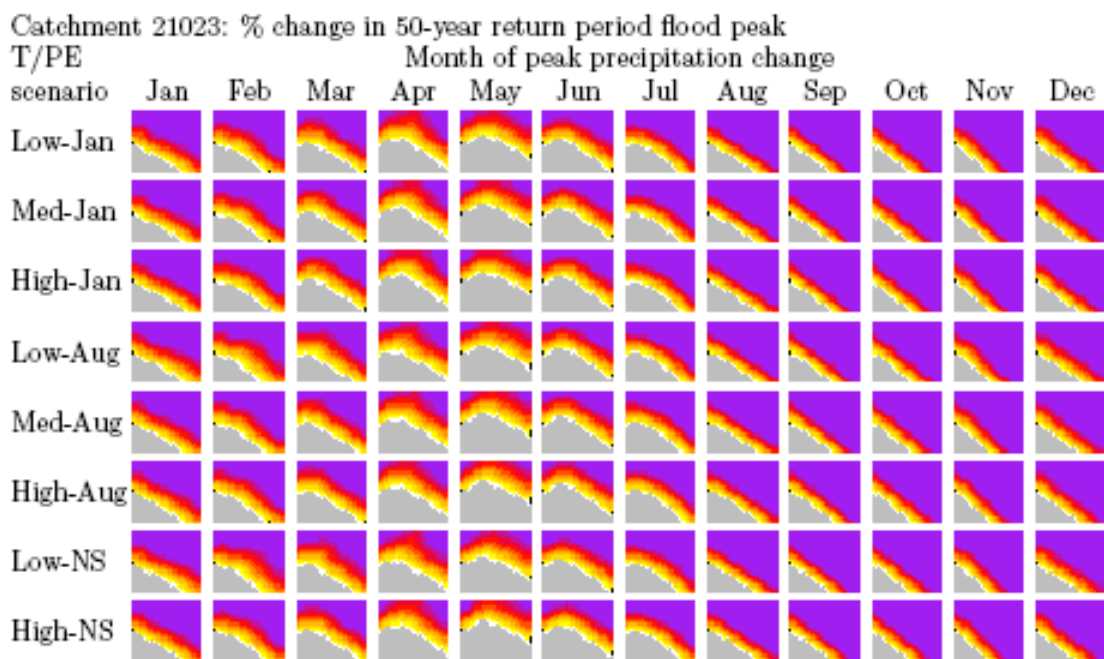 Catchment 21023: % change in 50-year return period flood peak
T/PE Month of peak precipitation change
scenario Jan Feb Mar Apr May Jun Jul Aug Sep Oct Nov Dec
Low-Jan
Med-Jan
High-Jan
Low-Aug
Med-Aug
High-Aug
Low-NS
High-NS